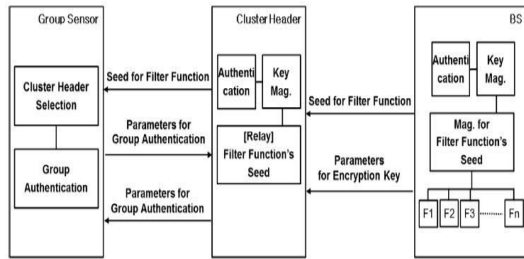 Group Sensor
Cluster Header
Selection
Group
Authentication
Seed for Filter Function
Parameters for
Group Authentication
Parameters for
Group Authentication
Cluster Header
Authenti
cation
Key
Mag.
[Relay]
Filter Function's
Seed
Seed for Filter Function
Parameters
for Encryption Key
BS
Authenti
cation
Key
Mag.
Mag. for
Filter Function's
Seed
F1 F2 F3 ········· Fn